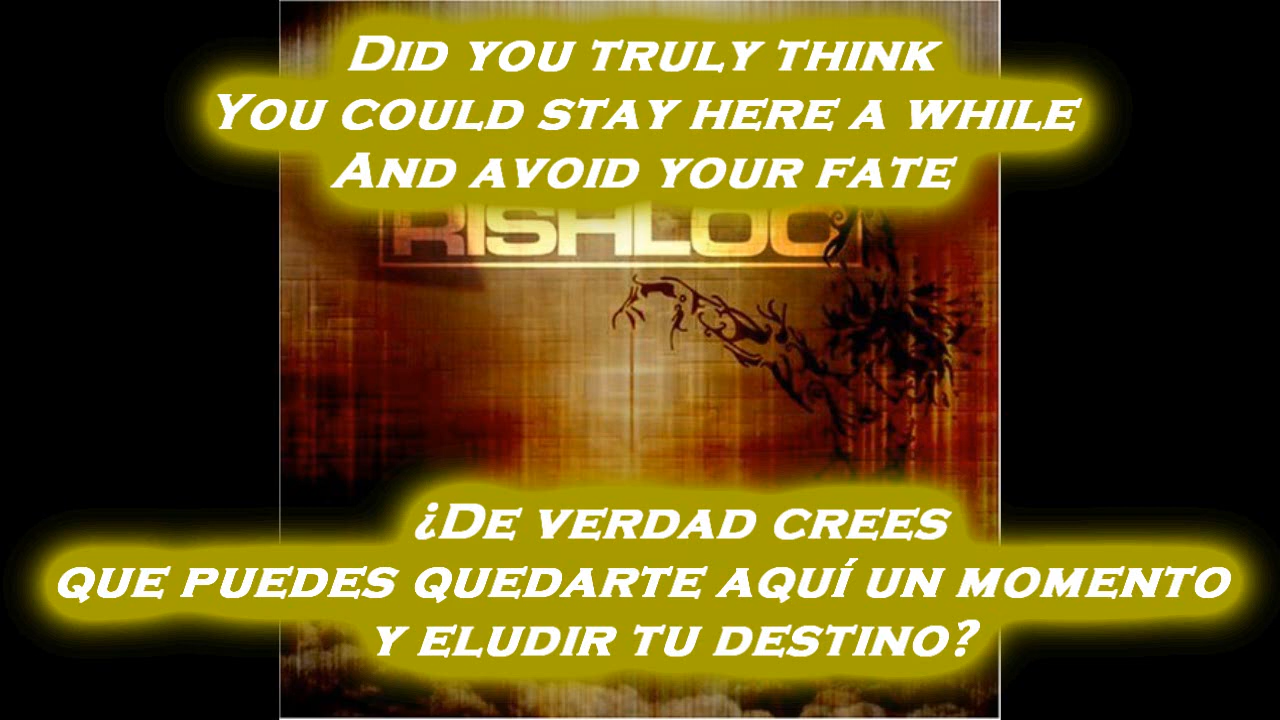 Did you truly think
You could stay here a while
And avoid your fate
RISHLOO
¿De verdad crees
que puedes quedarte aquí un momento
y eludir tu destino?